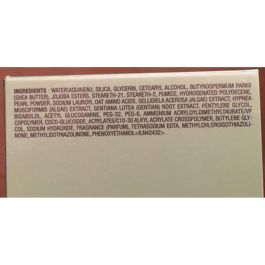 INGREDIENTS : WATER\AQUA\EAU, SILICA, GLYCERIN, CETEARYL ALCOHOL, BUTYROSPERMUM PARKII
(SHEA BUTTER), JOJOBA ESTERS, STEARETH-21, STEARETH-2, PUMICE, HYDROGENATED POLYDECENE,
PEARL POWDER, SODIUM LAUROYL OAT AMINO ACIDS, GELLIDIELA ACEROSA (ALGAE) EXTRACT, HYPNEA
MUSCIFORMIS (ALGAE) EXTRACT, GENTIANA LUTEA (GENTIAN) ROOT EXTRACT, PENTYLENE GLYCOL,
BISABOLOL, ACETYL GLUCOSAMINE, PEG-32, PEG-6, AMMONIUM ACRYLOYLDIMETHYLTAURATE/VP
COPOLYMER, COCO-GLUCOSIDE, ACRYLATES/C10-30 ALKYL ACRYLATE CROSSPOLYMER, BUTYLENE GLY-
COL, SODIUM HYDROXIDE, FRAGRANCE (PARFUM), TETRASODIUM EDTA, METHYLCHLOROISOTHIAZOLI-
NONE, METHYLISOTHIAZOLINONE, PHENOXYETHANOL <ILN42432>